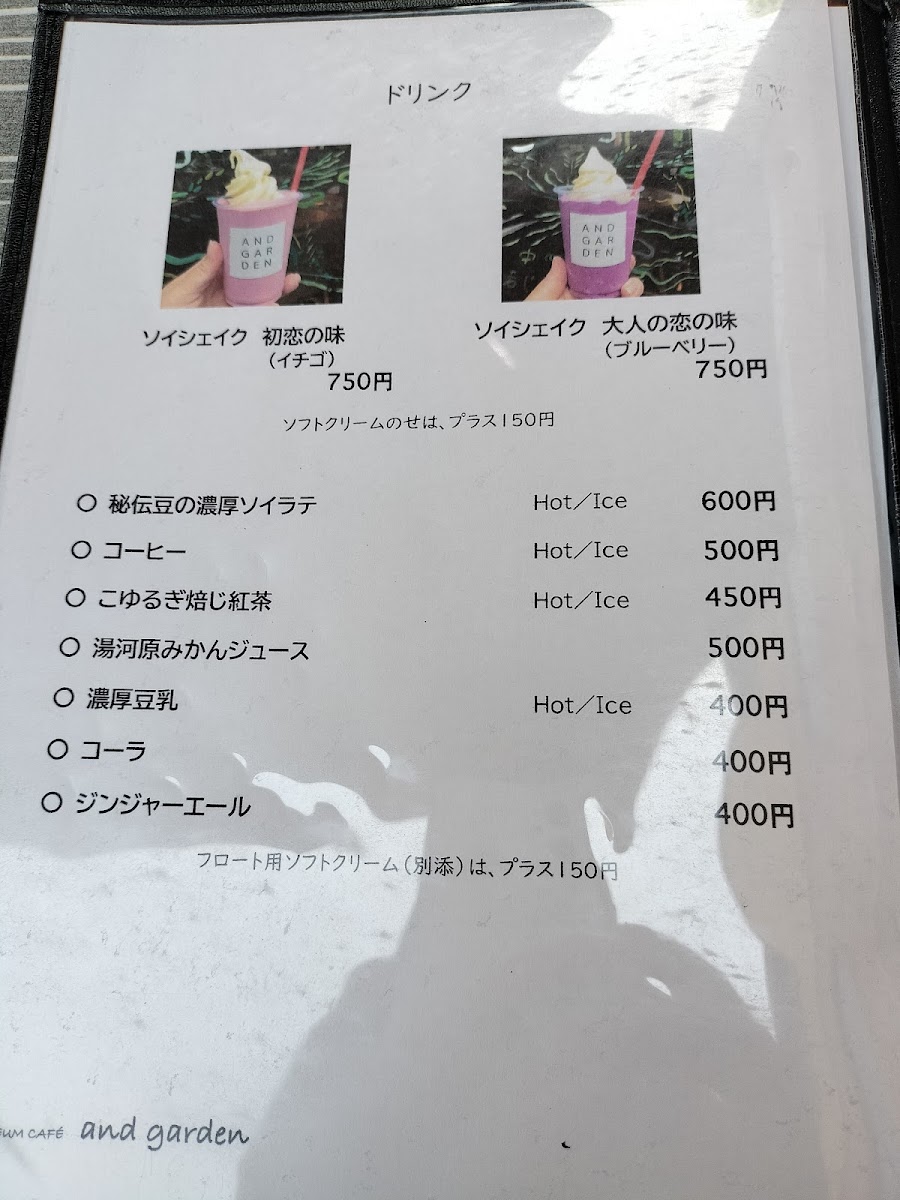 ドリンク
AND
GAR
DEN
AND
GAR
DEN
ソイシェイク 初恋の味
(イチゴ)
750円
ソイシェイク 大人の恋の味
(ブルーベリー)
750円
ソフトクリームのせは、プラス150円
○ 秘伝豆の濃厚ソイラテ Hot/Ice 600円
○ コーヒー Hot/Ice 500円
○ こゆるぎ焙じ紅茶 Hot/Ice 450円
○ 湯河原みかんジュース 500円
○ 濃厚豆乳 Hot/Ice 400円
○ コーラ 400円
○ ジンジャーエール 400円
フロート用ソフトクリーム(別添)は、プラス150円
CAFÉ and garden